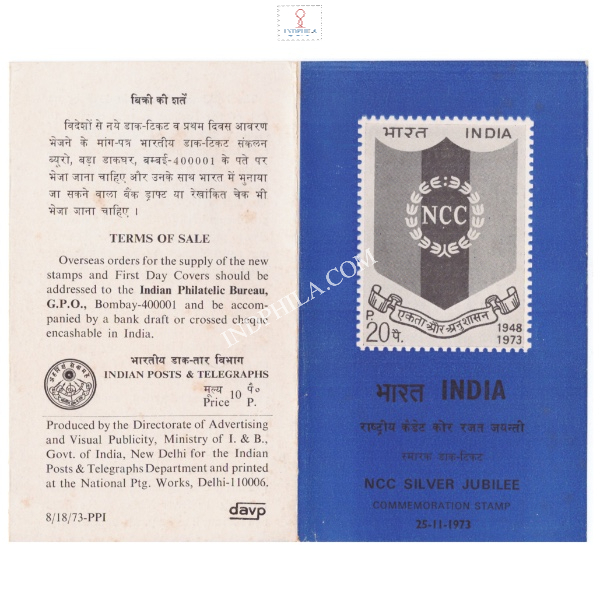 INDPHILA
बिक्री की शर्तें
विदेशों से नये डाक-टिकट व प्रथम दिवस आवरण
भेजने के मांग-पत्र भारतीय डाक-टिकट संकलन
ब्यूरो, बड़ा डाकघर, बम्बई-400001 के पते पर
भेजा जाना चाहिए और उनके साथ भारत में भुनाया
जा सकने वाला बैंक ड्राफ्ट या रेखांकित चेक भी
भेजा जाना चाहिए ।
TERMS OF SALE
Overseas orders for the supply of the new
stamps and First Day Covers should be
addressed to the Indian Philatelic Bureau,
G.P.O., Bombay-400001 and be accom-
panied by a bank draft or crossed cheque
encashable in India.
भारतीय डाक-तार विभाग
INDIAN POSTS & TELEGRAPHS
मूल्य 10 पै०
Price 10 P.
Produced by the Directorate of Advertising
and Visual Publicity, Ministry of I. & B.,
Govt. of India, New Delhi for the Indian
Posts & Telegraphs Department and printed
at the National Ptg. Works, Delhi-110006.
8/18/73-PPI
davp
भारत INDIA
NCC
एकता और अनुशासन
P. 20 पै.
1948
1973
भारत INDIA
राष्ट्रीय कैडेट कोर रजत जयन्ती
स्मारक डाक-टिकट
NCC SILVER JUBILEE
COMMEMORATION STAMP
25-11-1973
INDPHILA.COM